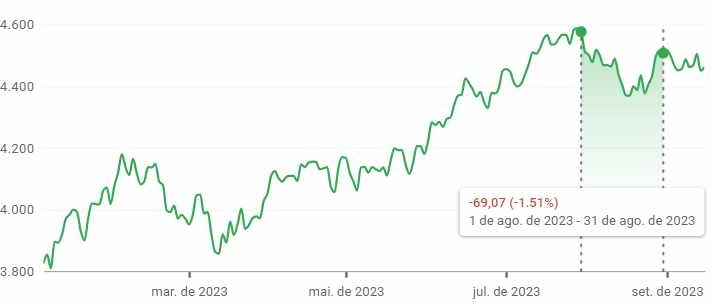 4.600
4.400
4.200
4.000
3.800
-69,07 (-1.51%)
1 de ago. de 2023 - 31 de ago. de 2023
mar. de 2023
mai. de 2023
jul. de 2023
set. de 2023